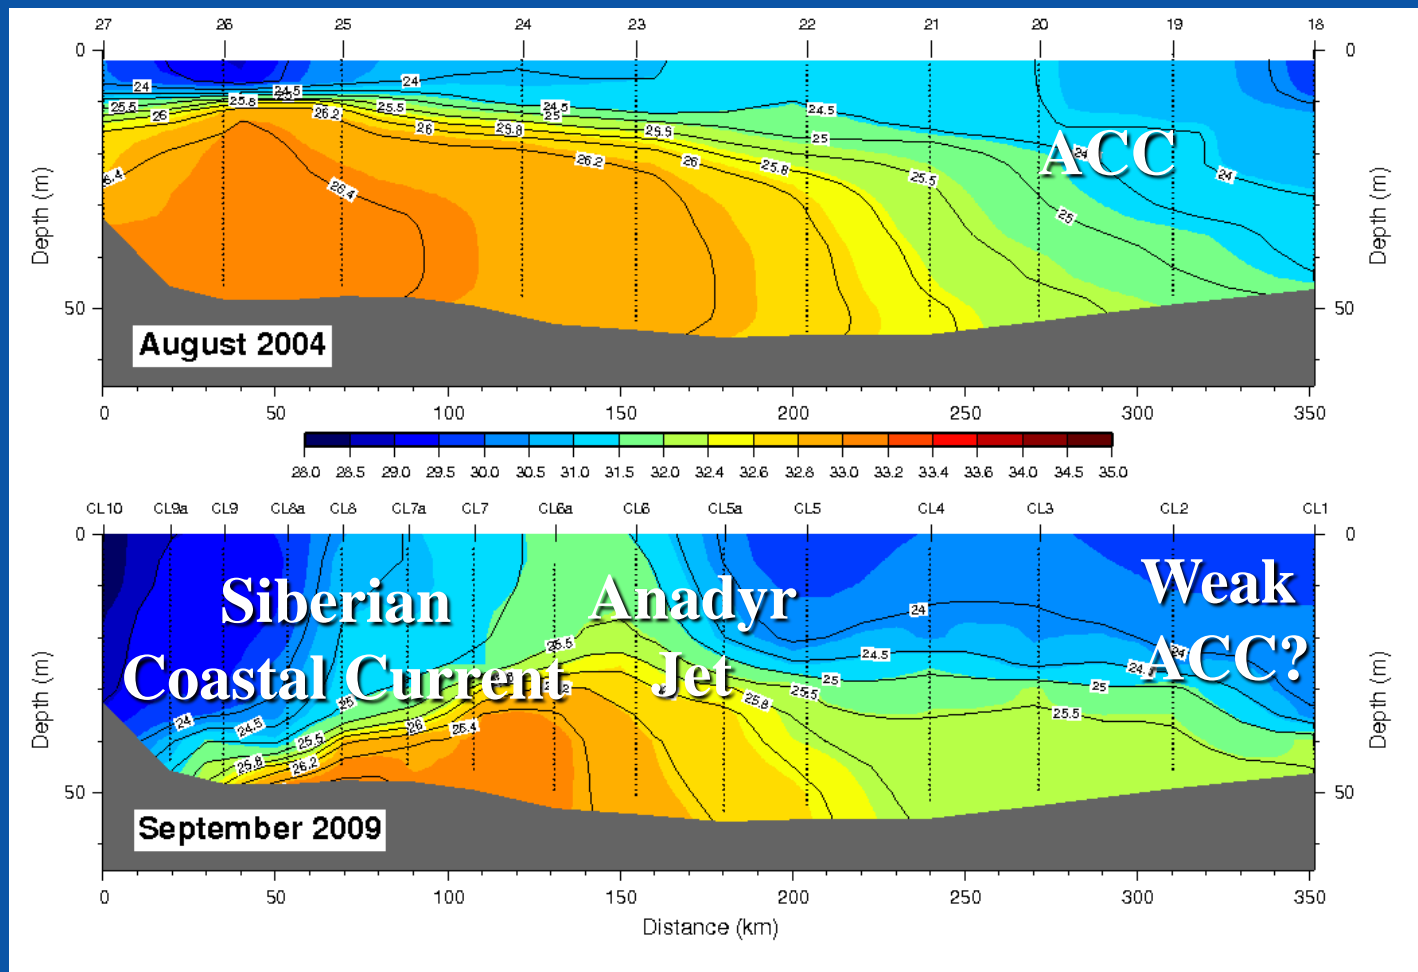 27 26 25 24 23 22 21 20 19 18
0 0
24 24 24.5 25 25.5 25.8 26 26.2 25.5 26 24.5 25 25.8 25.8 24.5 25
26.4 26.4 26.2 26 25.8 25.5 25 24 24
ACC
Depth (m) Depth (m)
50 50
August 2004
0 50 100 150 200 250 300 350
28.0 28.5 29.0 29.5 30.0 30.5 31.0 31.5 32.0 32.4 32.6 32.8 33.0 33.2 33.4 33.6 34.0 34.5 35.0
CL10 CL9a CL9 CL8a CL8 CL7a CL7 CL6a CL6 CL5a CL5 CL4 CL3 CL2 CL1
0 0
Siberian Anadyr Weak
Coastal Current Jet ACC?
24 24.5 25 25.5 25.8 26.2 26 26.4 25.5
25.5 25.8 25 24.5 24 25 25.5 24
Depth (m) Depth (m)
50 50
September 2009
0 50 100 150 200 250 300 350
Distance (km)